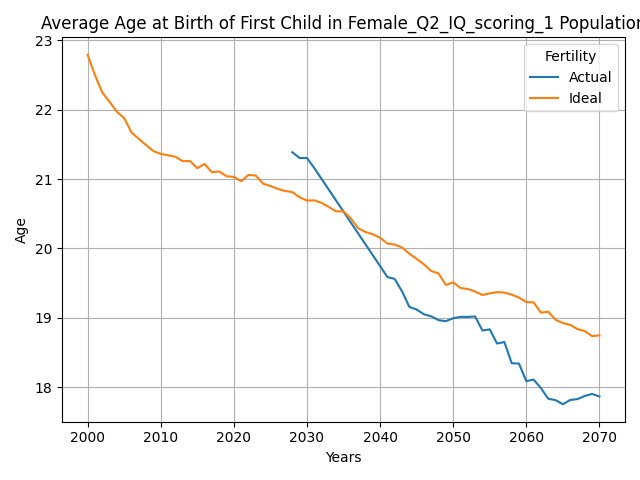 Average Age at Birth of First Child in Female_Q2_IQ_scoring_1 Population
Fertility
Actual
Ideal
Age
23
22
21
20
19
18
2000 2010 2020 2030 2040 2050 2060 2070
Years